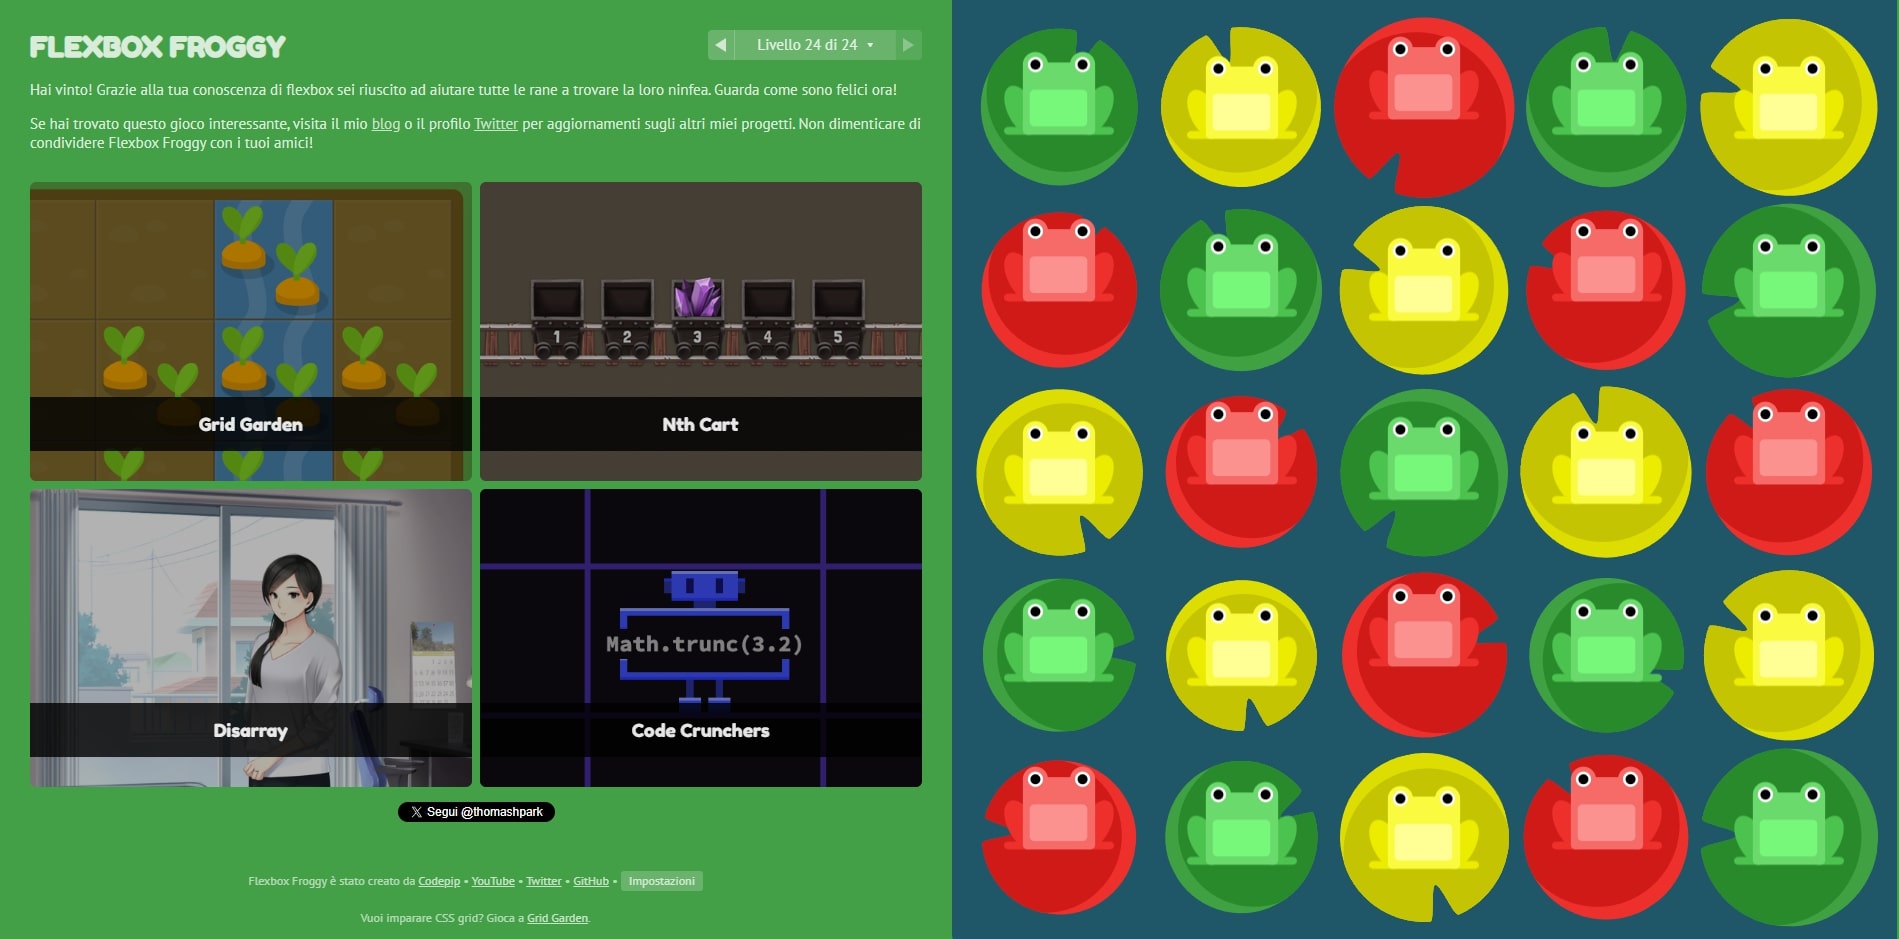 FLEXBOX FROGGY
Livello 24 di 24
Hai vinto! Grazie alla tua conoscenza di flexbox sei riuscito ad aiutare tutte le rane a trovare la loro ninfea. Guarda come sono felici ora!
Se hai trovato questo gioco interessante, visita il mio blog o il profilo Twitter per aggiornamenti sugli altri miei progetti. Non dimenticare di
condividere Flexbox Froggy con i tuoi amici!
1 2 3 4 5
Grid Garden
Nth Cart
Math.trunc(3.2)
Disarray
Code Crunchers
X Segui @thomashpark
Flexbox Froggy è stato creato da Codepip • YouTube • Twitter • GitHub • Impostazioni
Vuoi imparare CSS grid? Gioca a Grid Garden.